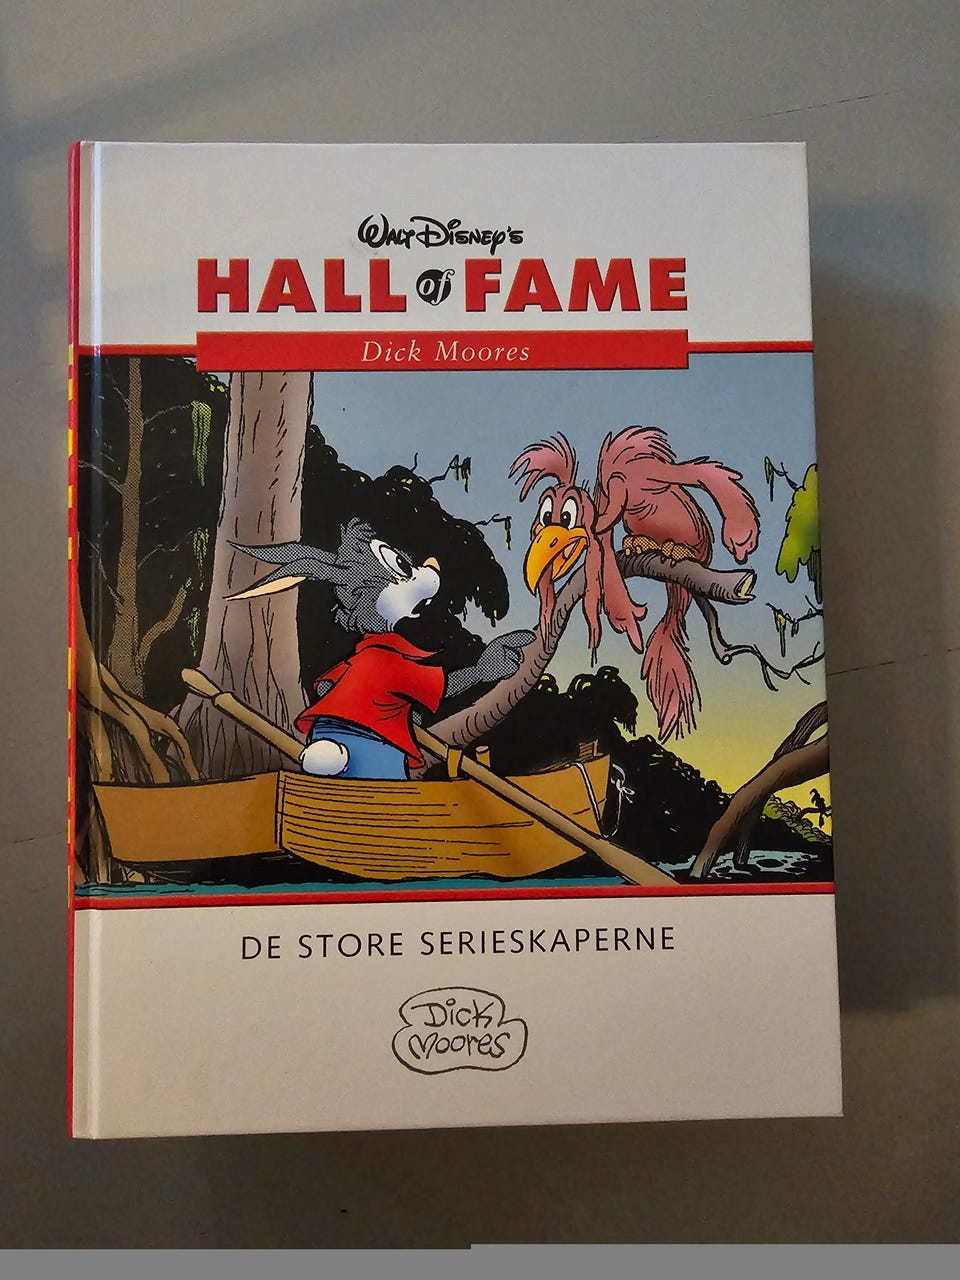 WALT DISNEY'S
HALL of FAME
Dick Moores
DE STORE SERIESKAPERNE
Dick
Moores